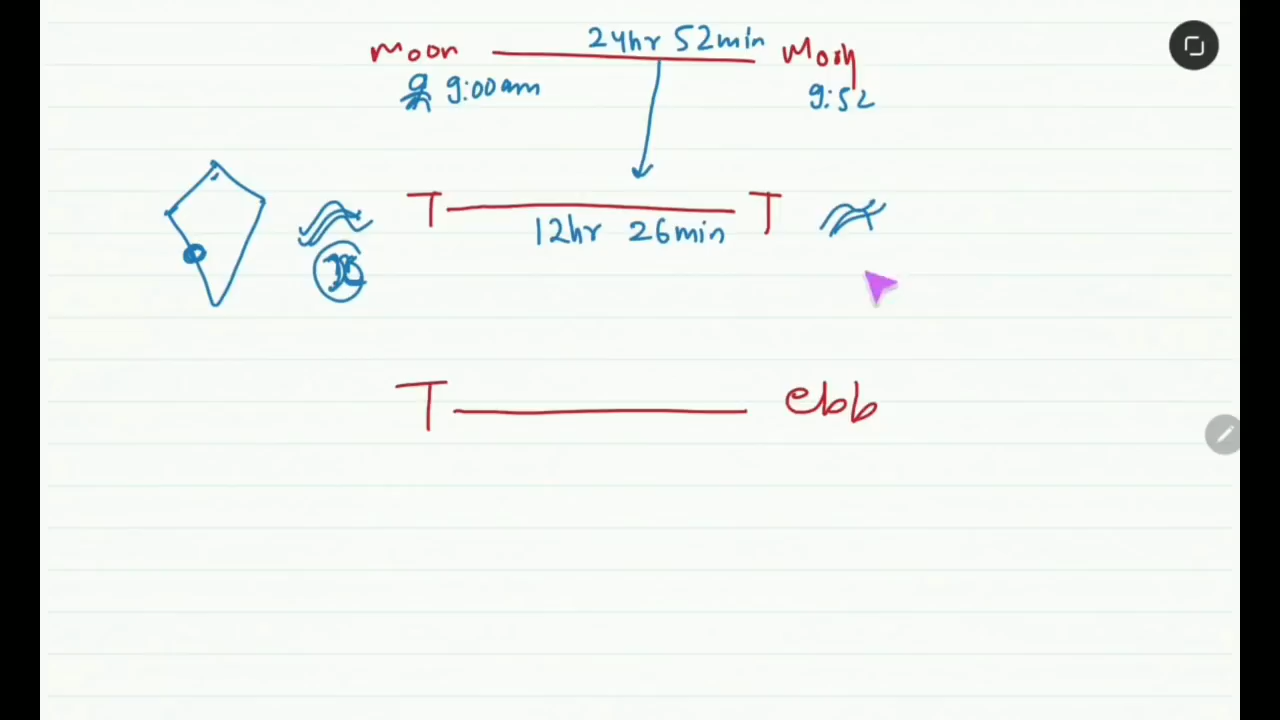 24hr 52min
Moon Moon
9:00am 9:52
T T
12hr 26min
T ebb